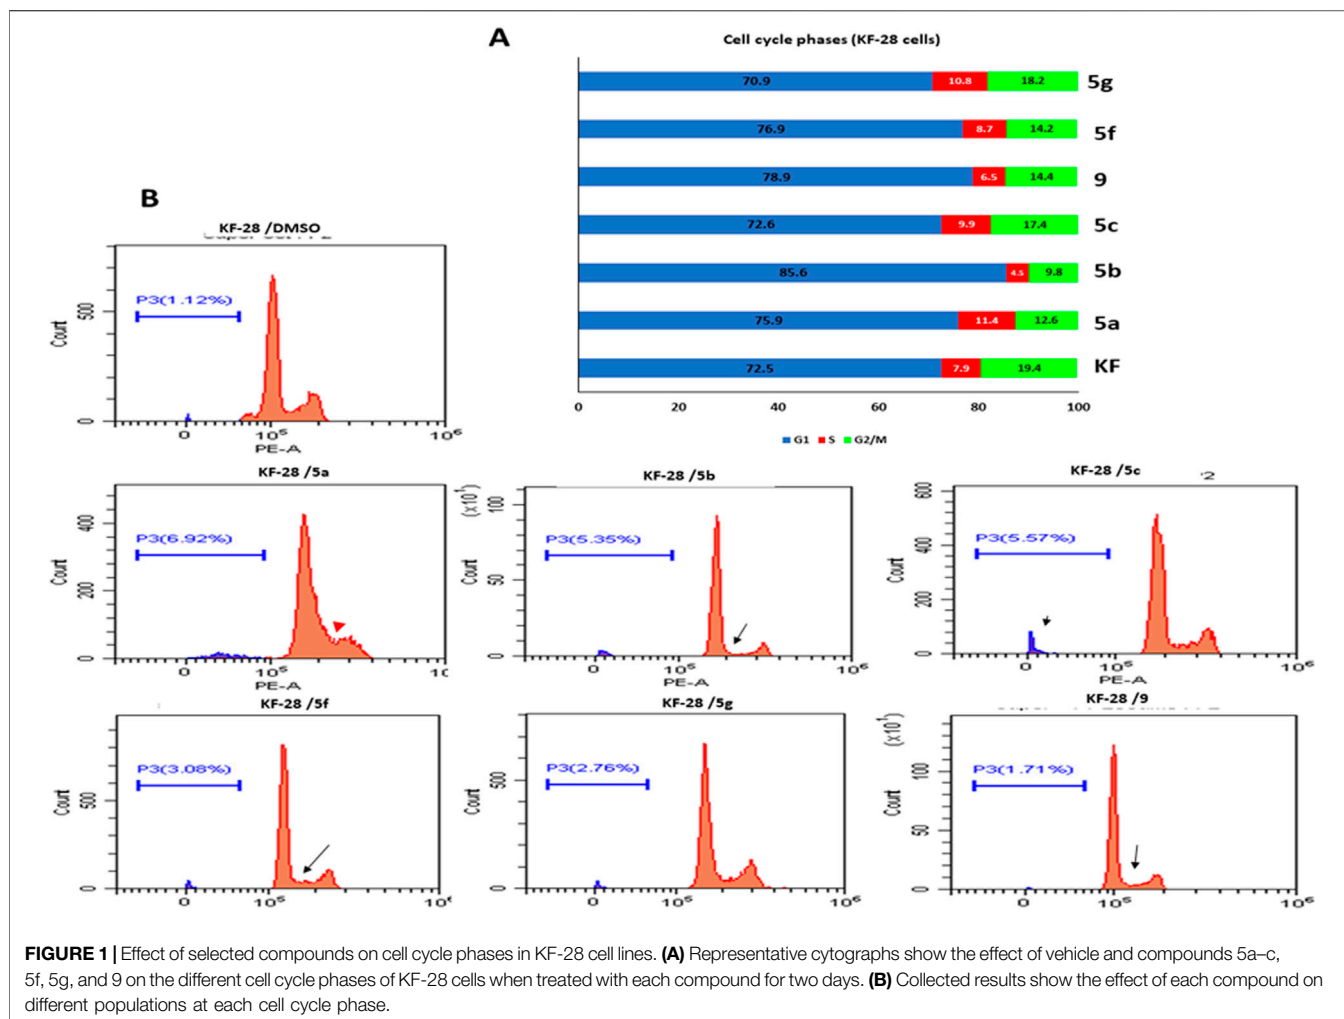 A
Cell cycle phases (KF-28 cells)
70.9 10.8 18.2 5g
76.9 8.7 14.2 5f
78.9 6.5 14.4 9
72.6 9.9 17.4 5c
85.6 4.5 9.8 5b
75.9 11.4 12.6 5a
72.5 7.9 19.4 KF
0 20 40 60 80 100
G1 S G2/M
B
KF-28 /DMSO
P3(1.12%)
Count
500
0
0 10⁵ 10⁶
PE-A
KF-28 /5a
P3(6.92%)
Count
400
200
0
0 10⁵
PE-A
KF-28 /5b
(x10¹)
P3(5.35%)
Count
100
50
0
0 10⁵ 10⁶
PE-A
KF-28 /5c
2
P3(5.57%)
Count
600
400
200
0
0 10⁵ 10⁶
PE-A
KF-28 /5f
P3(3.08%)
Count
500
0
0 10⁵
KF-28 /5g
P3(2.76%)
Count
500
0
0 10⁵ 10⁶
KF-28 /9
(x10¹)
P3(1.71%)
Count
100
50
0
0 10⁵ 10⁶
FIGURE 1 | Effect of selected compounds on cell cycle phases in KF-28 cell lines. (A) Representative cytographs show the effect of vehicle and compounds 5a–c,
5f, 5g, and 9 on the different cell cycle phases of KF-28 cells when treated with each compound for two days. (B) Collected results show the effect of each compound on
different populations at each cell cycle phase.